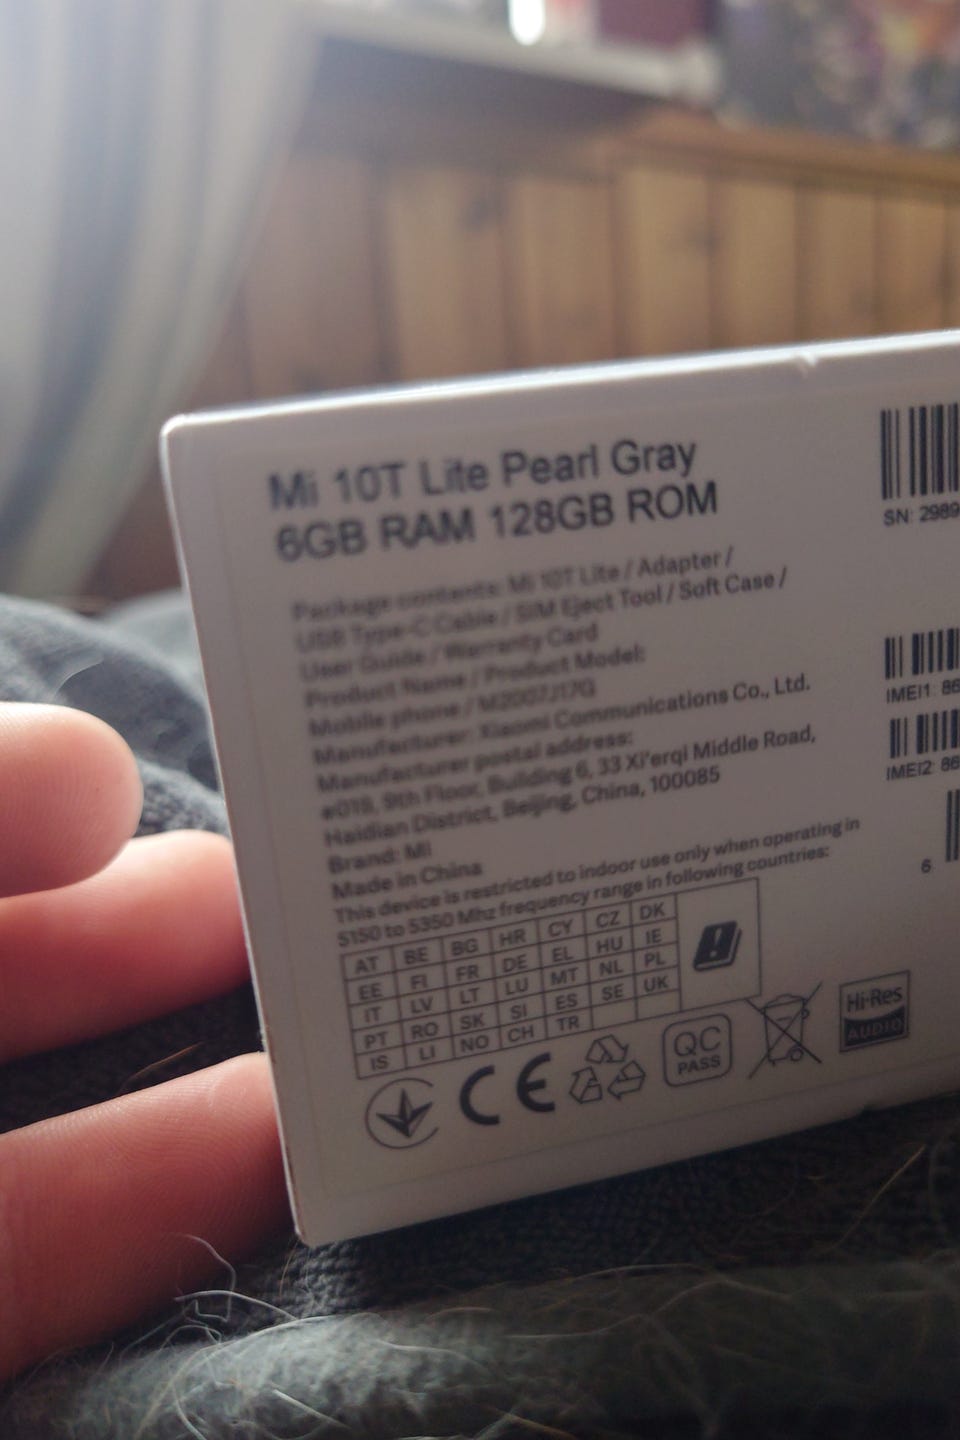 Mi 10T Lite Pearl Gray
6GB RAM 128GB ROM
Package contents: Mi 10T Lite / Adapter /
USB Type-C Cable / SIM Eject Tool / Soft Case /
User Guide / Warranty Card
Product Name / Product Model:
Mobile phone / M2007J17G
Manufacturer: Xiaomi Communications Co., Ltd.
Manufacturer postal address:
#019, 9th Floor, Building 6, 33 Xi'erqi Middle Road,
Haidian District, Beijing, China, 100085
Brand: MI
Made in China
This device is restricted to indoor use only when operating in
5150 to 5350 Mhz frequency range in following countries:
AT BE BG HR CY CZ DK
EE FI FR DE EL HU IE
IT LV LT LU MT NL PL
PT RO SK SI ES SE UK
IS LI NO CH TR
CE
QC
PASS
Hi-Res
AUDIO
SN: 2989
IMEI1: 86
IMEI2: 86
6